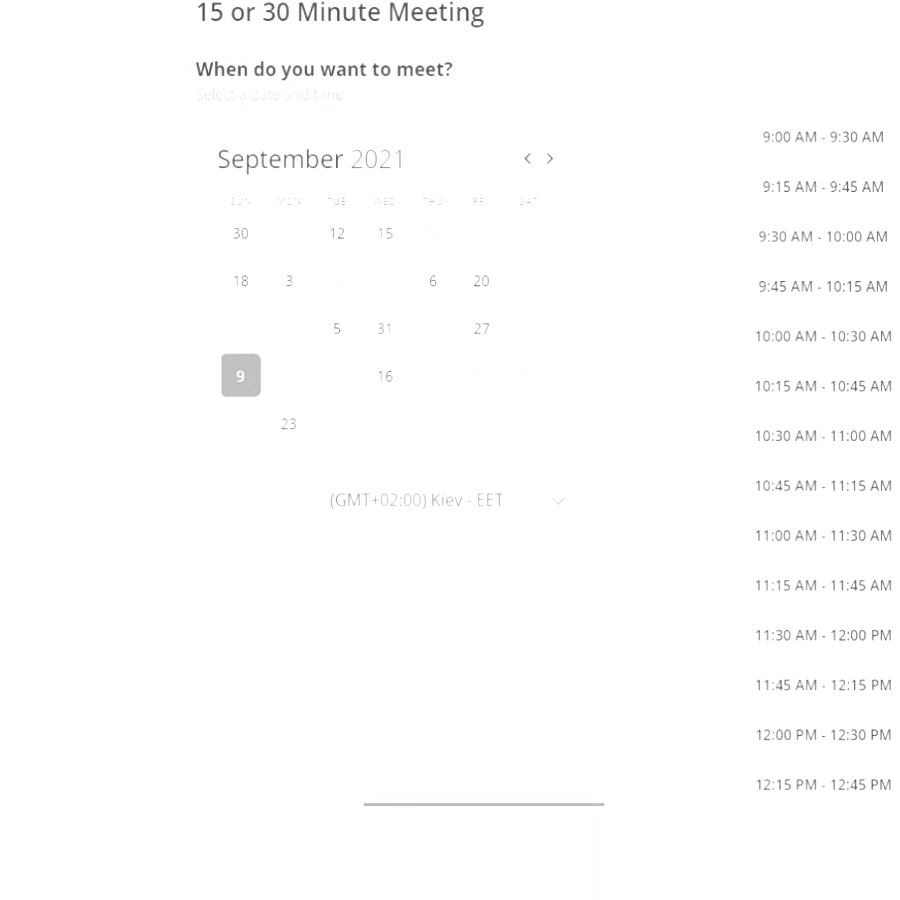 15 or 30 Minute Meeting
When do you want to meet?
Select a date and time
September 2021
SUN MON TUE WED THU FRI SAT
30 12 15
18 3 6 20
5 31 27
9 16
23
(GMT+02:00) Kiev - EET
9:00 AM - 9:30 AM
9:15 AM - 9:45 AM
9:30 AM - 10:00 AM
9:45 AM - 10:15 AM
10:00 AM - 10:30 AM
10:15 AM - 10:45 AM
10:30 AM - 11:00 AM
10:45 AM - 11:15 AM
11:00 AM - 11:30 AM
11:15 AM - 11:45 AM
11:30 AM - 12:00 PM
11:45 AM - 12:15 PM
12:00 PM - 12:30 PM
12:15 PM - 12:45 PM